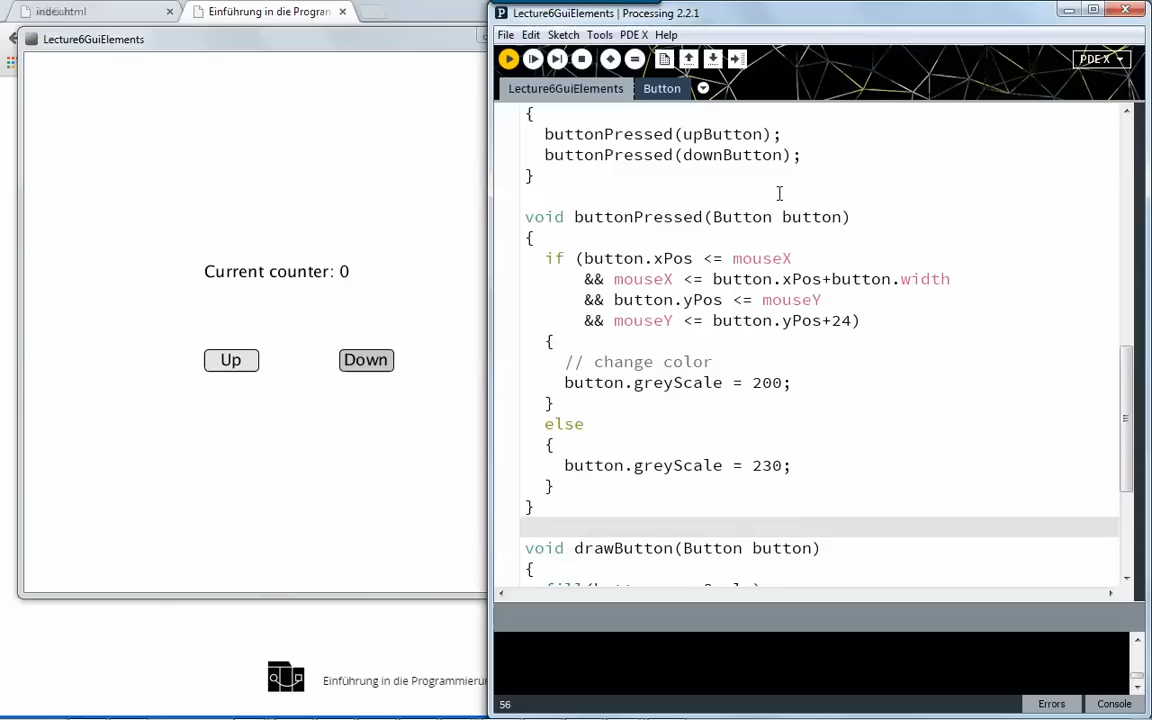 index.html
Einführung in die Program
Lecture6GuiElements
Current counter: 0
Up
Down
Einführung in die Programmierun
Lecture6GuiElements | Processing 2.2.1
File Edit Sketch Tools PDE X Help
PDE X
Lecture6GuiElements
Button
{
buttonPressed(upButton);
buttonPressed(downButton);
}
void buttonPressed(Button button)
{
if (button.xPos <= mouseX
&& mouseX <= button.xPos+button.width
&& button.yPos <= mouseY
&& mouseY <= button.yPos+24)
{
// change color
button.greyScale = 200;
}
else
{
button.greyScale = 230;
}
}
void drawButton(Button button)
{
56
Errors
Console